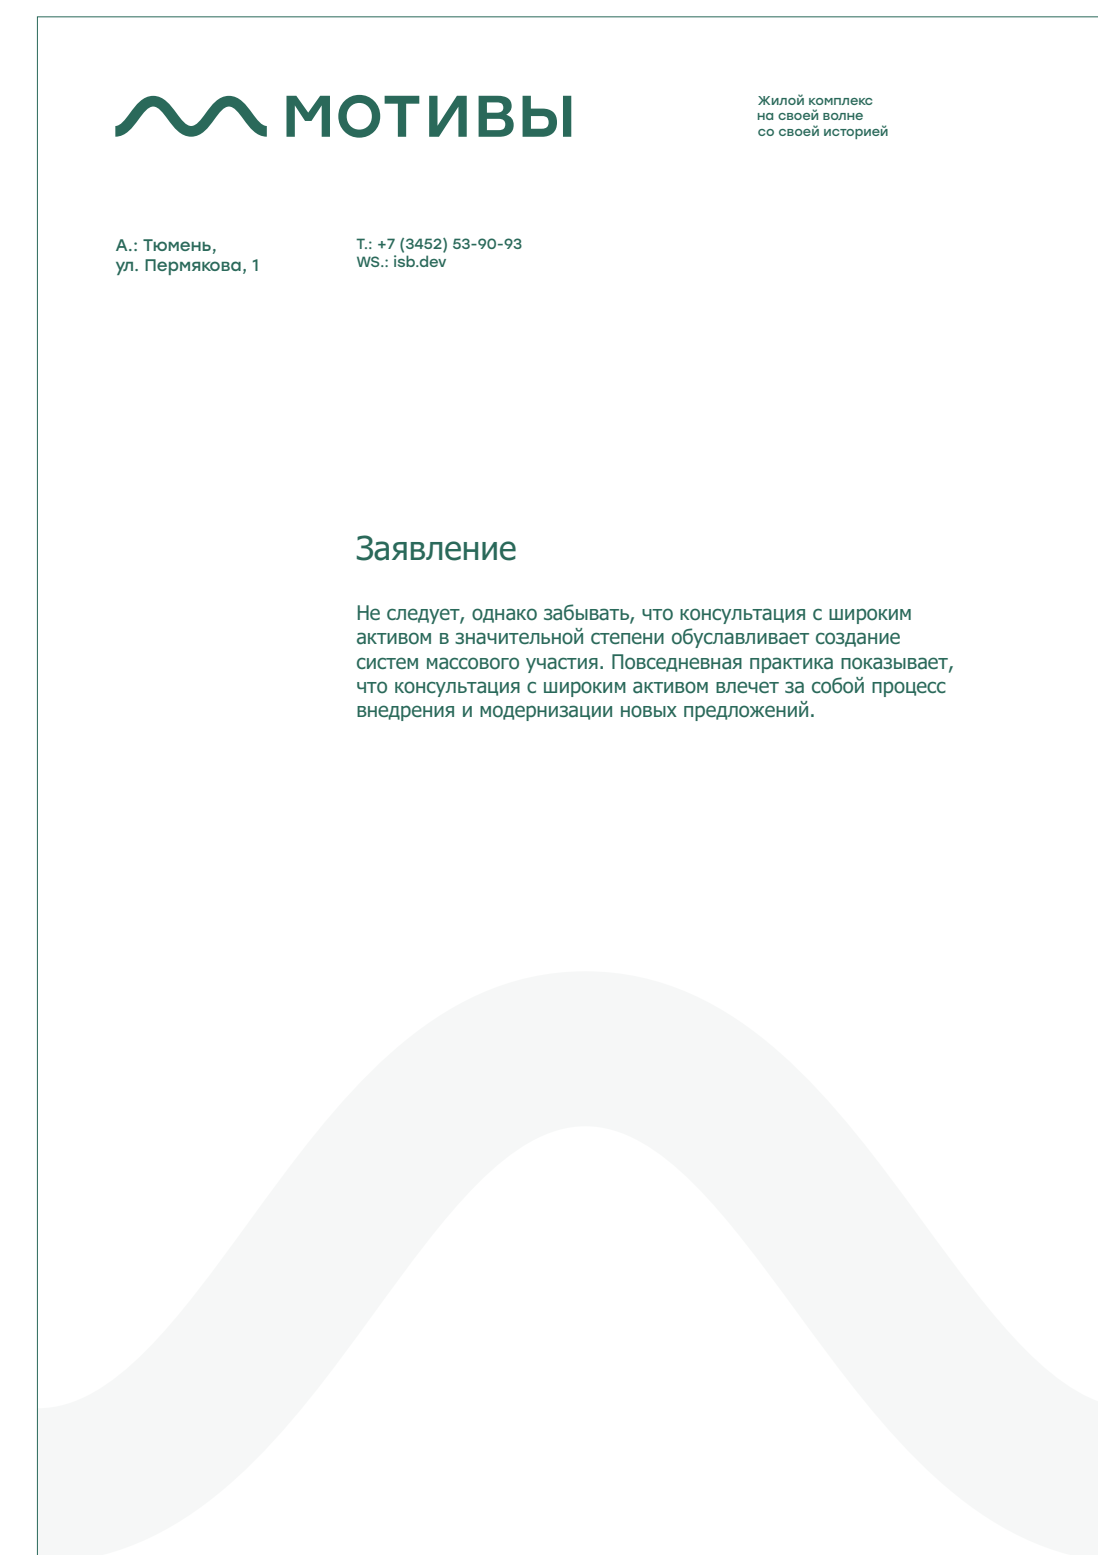 МОТИВЫ
Жилой комплекс
на своей волне
со своей историей
А.: Тюмень,
ул. Пермякова, 1
Т.: +7 (3452) 53-90-93
WS.: isb.dev
Заявление
Не следует, однако забывать, что консультация с широким
активом в значительной степени обуславливает создание
систем массового участия. Повседневная практика показывает,
что консультация с широким активом влечет за собой процесс
внедрения и модернизации новых предложений.